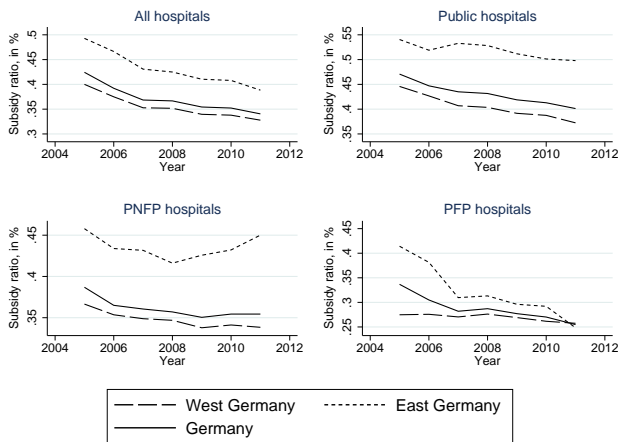 All hospitals
Subsidy ratio, in %
.5
.45
.4
.35
.3
2004 2006 2008 2010 2012
Year
Public hospitals
Subsidy ratio, in %
.55
.5
.45
.4
.35
2004 2006 2008 2010 2012
Year
PNFP hospitals
Subsidy ratio, in %
.45
.4
.35
2004 2006 2008 2010 2012
Year
PFP hospitals
Subsidy ratio, in %
.45
.4
.35
.3
.25
2004 2006 2008 2010 2012
Year
West Germany East Germany
Germany